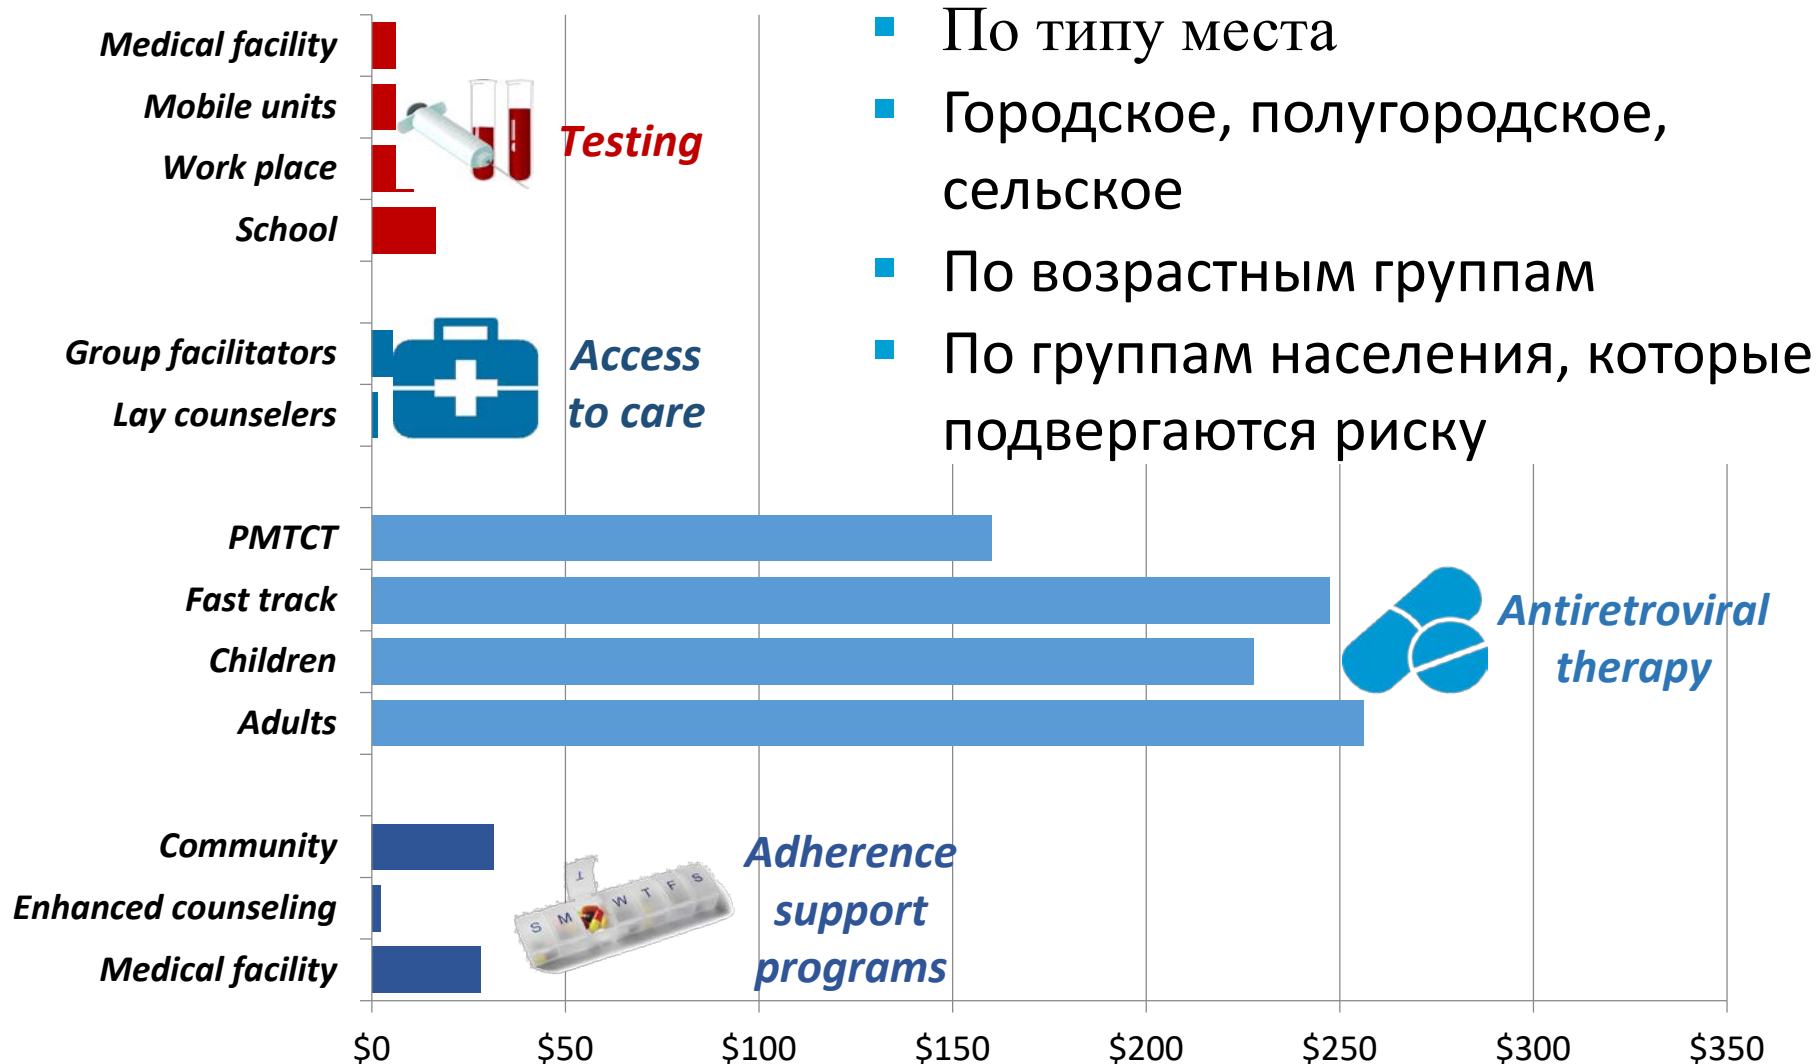 Medical facility
Mobile units
Work place
School
Testing
Group facilitators
Lay counselers
Access
to care
PMTCT
Fast track
Children
Adults
Antiretroviral
therapy
Community
Enhanced counseling
Medical facility
T
S M W T F S
Adherence
support
programs
$0 $50 $100 $150 $200 $250 $300 $350
По типу места
Городское, полугородское,
сельское
По возрастным группам
По группам населения, которые
подвергаются риску